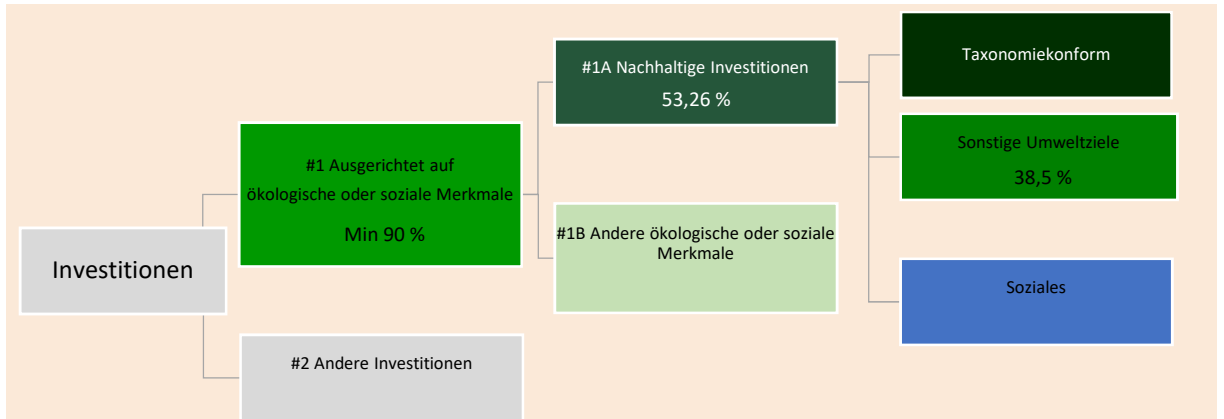 Investitionen
#1 Ausgerichtet auf
ökologische oder soziale Merkmale
Min 90 %
#2 Andere Investitionen
#1A Nachhaltige Investitionen
53,26 %
#1B Andere ökologische oder soziale
Merkmale
Taxonomiekonform
Sonstige Umweltziele
38,5 %
Soziales